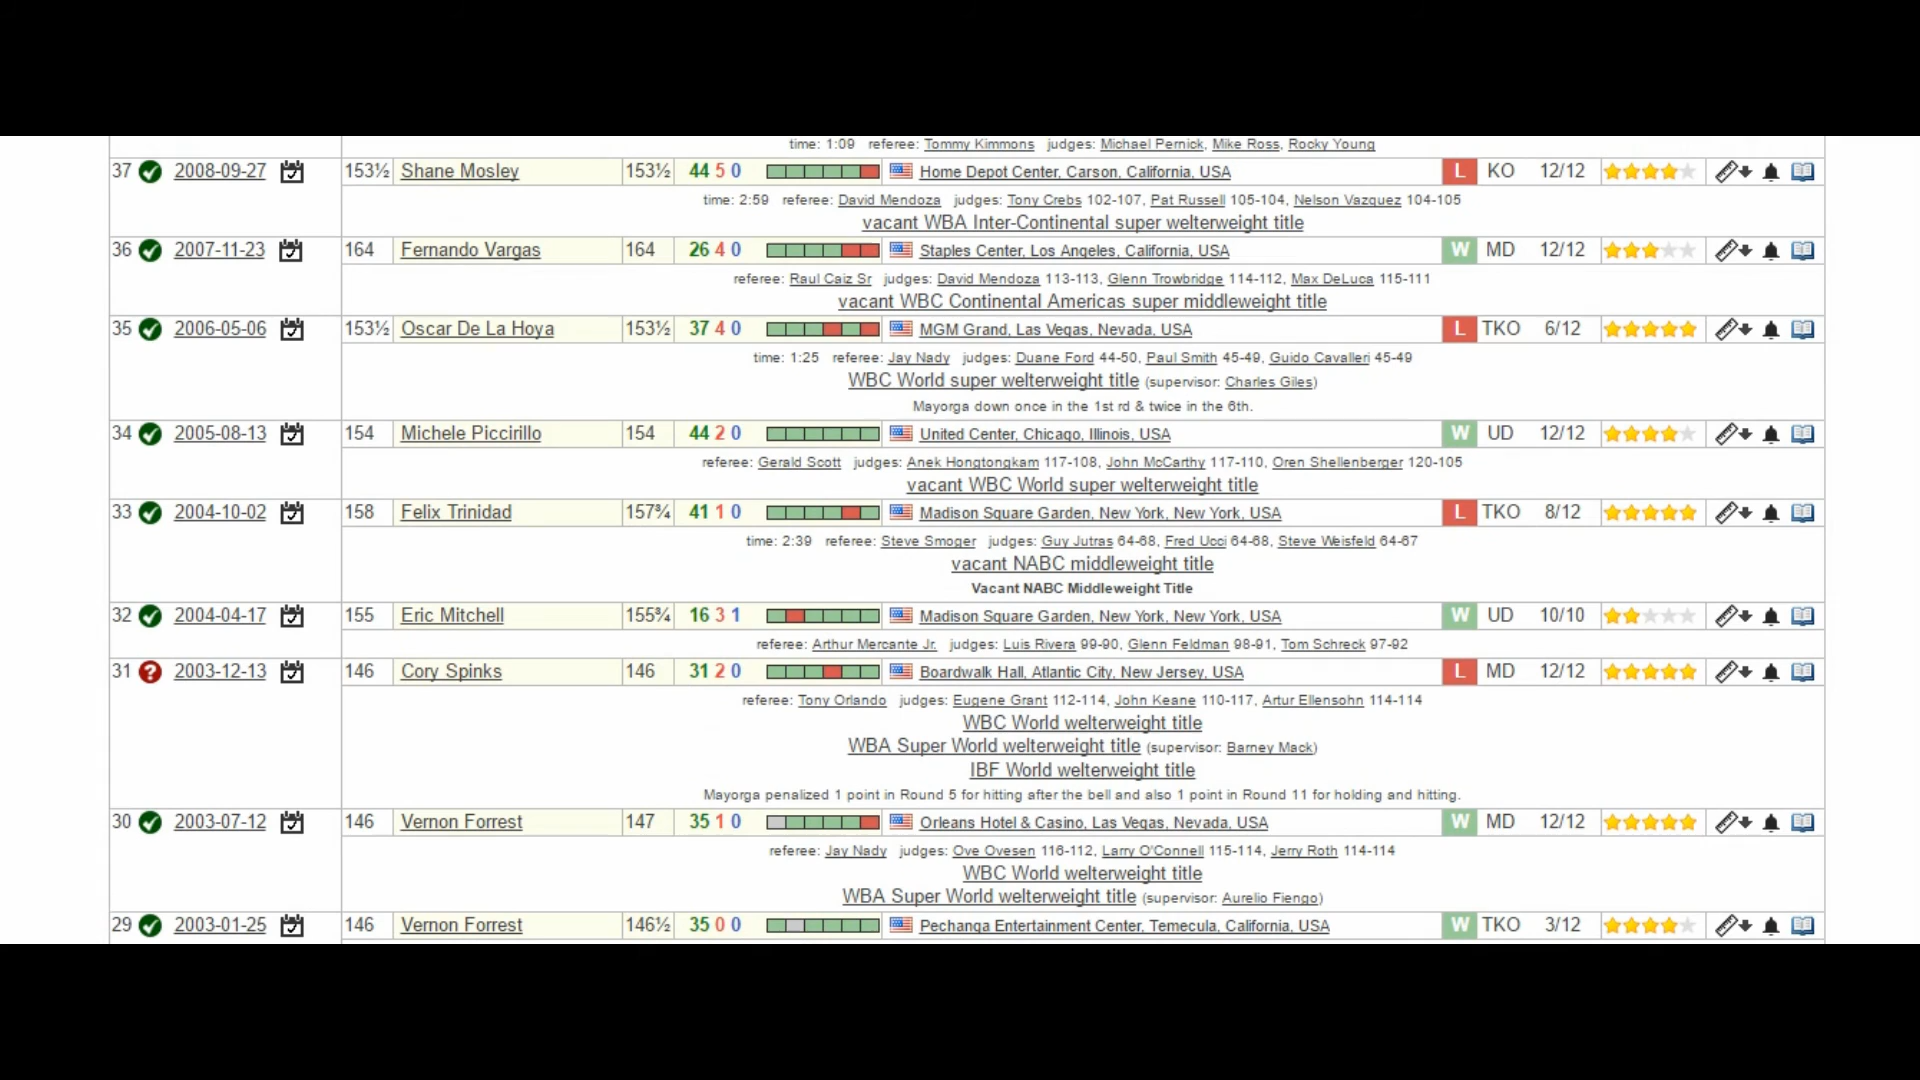 time: 1:09 referee: Tommy Kimmons judges: Michael Pernick, Mike Ross, Rocky Young
37 2008-09-27 153½ Shane Mosley 153½ 44 5 0 Home Depot Center, Carson, California, USA L KO 12/12
time: 2:59 referee: David Mendoza judges: Tony Crebs 102-107, Pat Russell 105-104, Nelson Vazquez 104-105
vacant WBA Inter-Continental super welterweight title
36 2007-11-23 164 Fernando Vargas 164 26 4 0 Staples Center, Los Angeles, California, USA W MD 12/12
referee: Raul Caiz Sr judges: David Mendoza 113-113, Glenn Trowbridge 114-112, Max DeLuca 115-111
vacant WBC Continental Americas super middleweight title
35 2006-05-06 153½ Oscar De La Hoya 153½ 37 4 0 MGM Grand, Las Vegas, Nevada, USA L TKO 6/12
time: 1:25 referee: Jay Nady judges: Duane Ford 44-50, Paul Smith 45-49, Guido Cavalleri 45-49
WBC World super welterweight title (supervisor: Charles Giles)
Mayorga down once in the 1st rd & twice in the 6th.
34 2005-08-13 154 Michele Piccirillo 154 44 2 0 United Center, Chicago, Illinois, USA W UD 12/12
referee: Gerald Scott judges: Anek Hongtongkam 117-108, John McCarthy 117-110, Oren Shellenberger 120-105
vacant WBC World super welterweight title
33 2004-10-02 158 Felix Trinidad 157¾ 41 1 0 Madison Square Garden, New York, New York, USA L TKO 8/12
time: 2:39 referee: Steve Smoger judges: Guy Jutras 64-68, Fred Ucci 64-68, Steve Weisfeld 64-67
vacant NABC middleweight title
Vacant NABC Middleweight Title
32 2004-04-17 155 Eric Mitchell 155¾ 16 3 1 Madison Square Garden, New York, New York, USA W UD 10/10
referee: Arthur Mercante Jr. judges: Luis Rivera 99-90, Glenn Feldman 98-91, Tom Schreck 97-92
31 2003-12-13 146 Cory Spinks 146 31 2 0 Boardwalk Hall, Atlantic City, New Jersey, USA L MD 12/12
referee: Tony Orlando judges: Eugene Grant 112-114, John Keane 110-117, Artur Ellensohn 114-114
WBC World welterweight title
WBA Super World welterweight title (supervisor: Barney Mack)
IBF World welterweight title
Mayorga penalized 1 point in Round 5 for hitting after the bell and also 1 point in Round 11 for holding and hitting.
30 2003-07-12 146 Vernon Forrest 147 35 1 0 Orleans Hotel & Casino, Las Vegas, Nevada, USA W MD 12/12
referee: Jay Nady judges: Ove Ovesen 116-112, Larry O'Connell 115-114, Jerry Roth 114-114
WBC World welterweight title
WBA Super World welterweight title (supervisor: Aurelio Fiengo)
29 2003-01-25 146 Vernon Forrest 146½ 35 0 0 Pechanga Entertainment Center, Temecula, California, USA W TKO 3/12